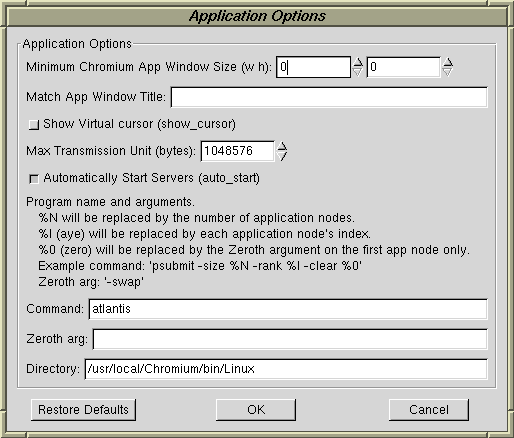 Application Options
Application Options
Minimum Chromium App Window Size (w h): 0 0
Match App Window Title:
Show Virtual cursor (show_cursor)
Max Transmission Unit (bytes): 1048576
Automatically Start Servers (auto_start)
Program name and arguments.
%N will be replaced by the number of application nodes.
%I (aye) will be replaced by each application node's index.
%0 (zero) will be replaced by the Zeroth argument on the first app node only.
Example command: 'psubmit -size %N -rank %I -clear %0'
Zeroth arg: '-swap'
Command: atlantis
Zeroth arg:
Directory: /usr/local/Chromium/bin/Linux
Restore Defaults OK Cancel